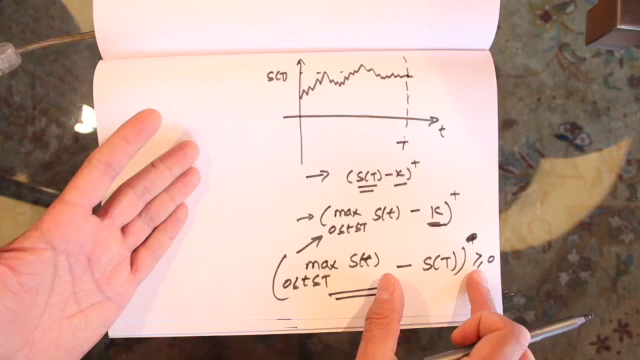 S(T)
t
T
→ (S(T) - K)⁺
→ (max S(t) - K)⁺
0≤t≤T
(max S(t) - S(T)) ≥ 0
0≤t≤T